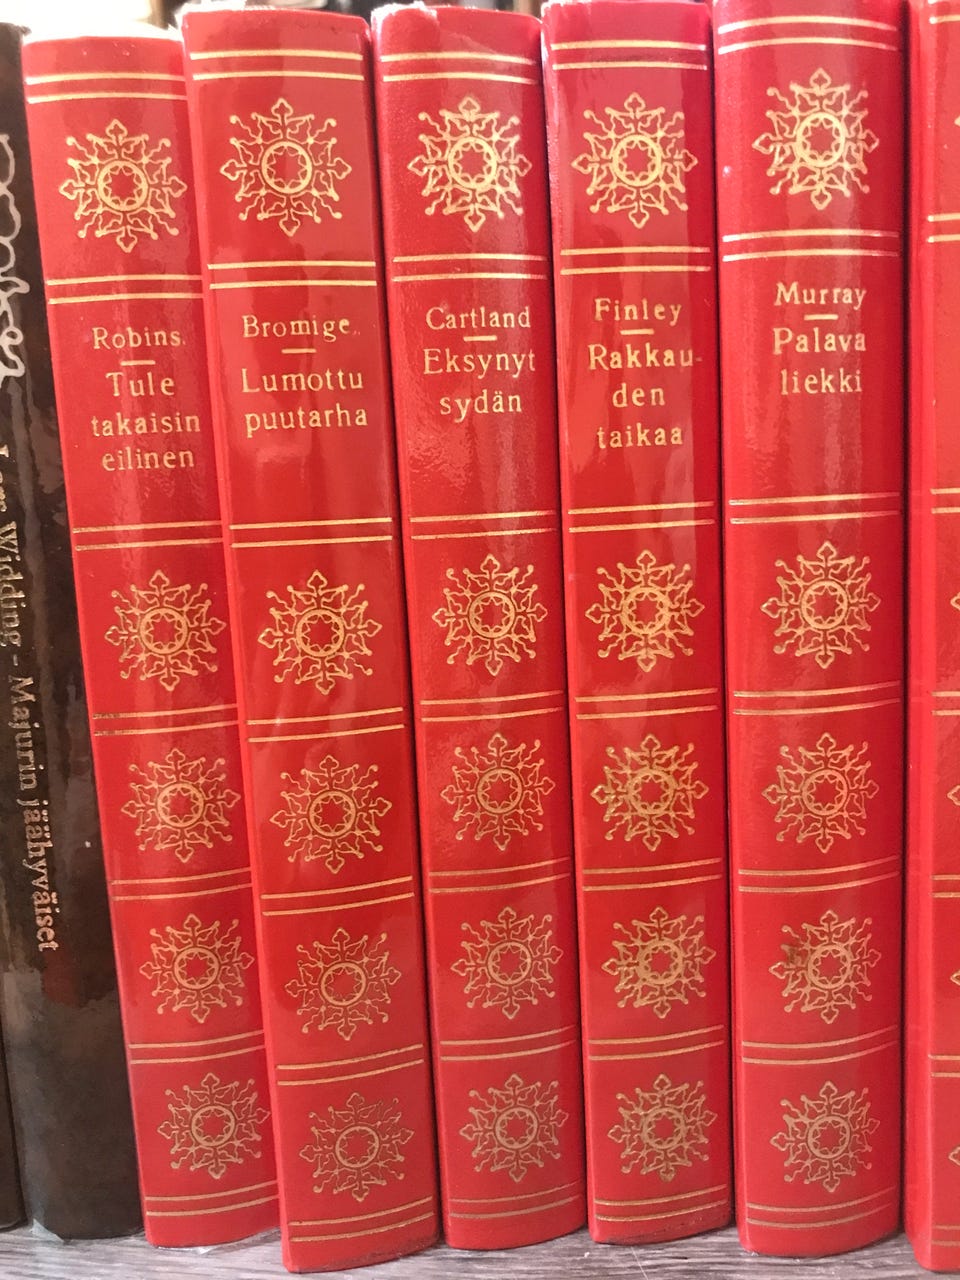 Widding - Majurin jäähyväiset
Robins.
Tule
takaisin
eilinen
Bromige.
Lumottu
puutarha
Cartland
Eksynyt
sydän
Finley
Rakkau-
den
taikaa
Murray
Palava
liekki